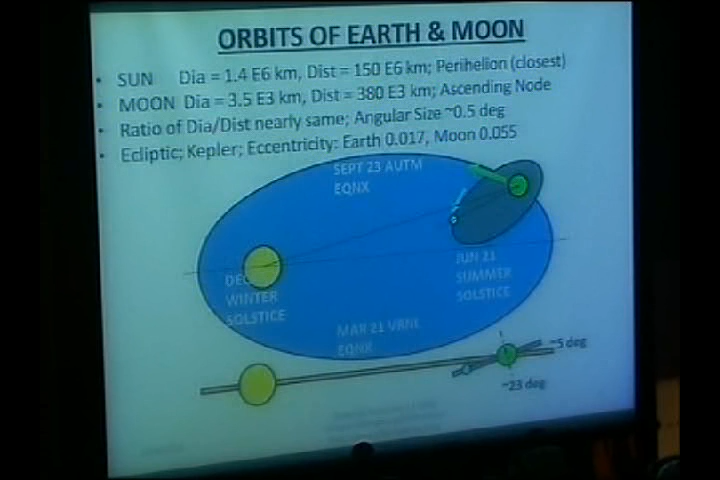 ORBITS OF EARTH & MOON
• SUN Dia = 1.4 E6 km, Dist = 150 E6 km; Perihelion (closest)
• MOON Dia = 3.5 E3 km, Dist = 380 E3 km; Ascending Node
• Ratio of Dia/Dist nearly same; Angular Size ~0.5 deg
• Ecliptic; Kepler; Eccentricity: Earth 0.017, Moon 0.055
SEPT 23 AUTM
EQNX
DEC
WINTER
SOLSTICE
JUN 21
SUMMER
SOLSTICE
MAR 21 VRNL
EQNX
~5 deg
~23 deg